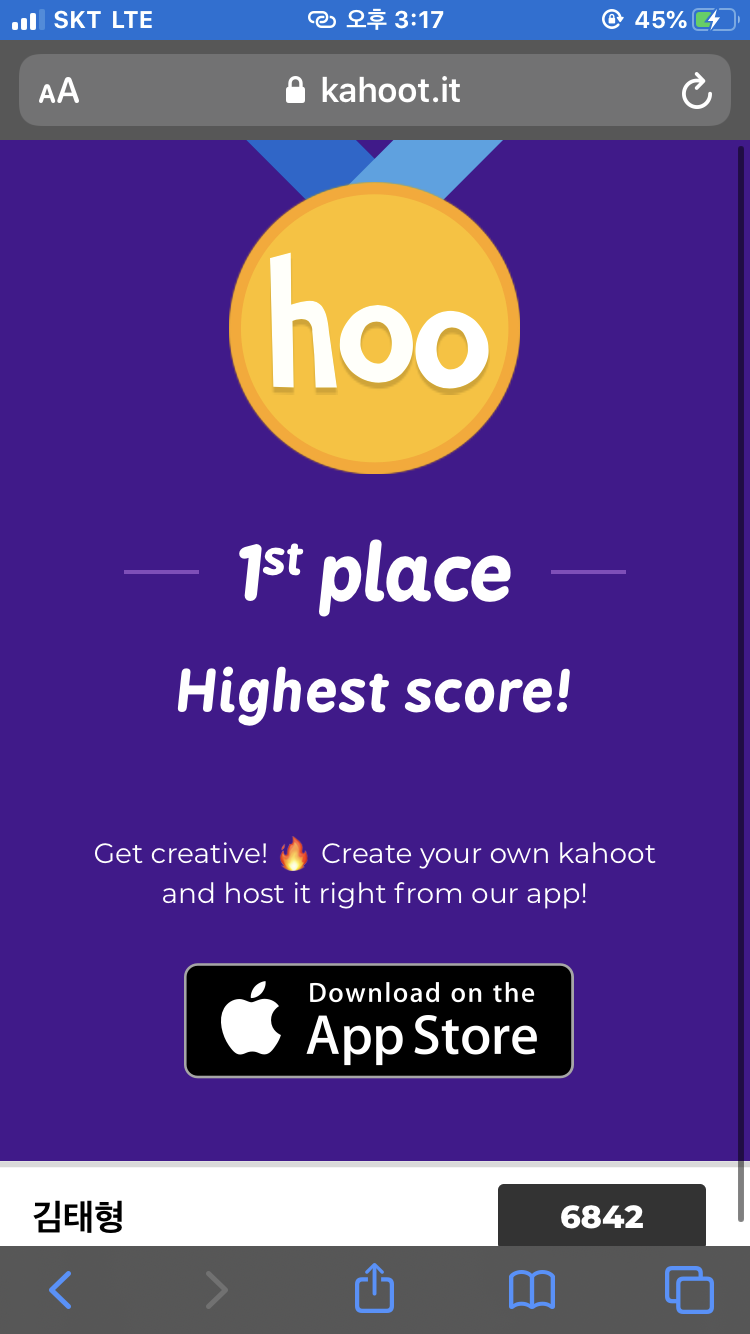 SKT LTE 오후 3:17 45%
AA kahoot.it
hoo
1st place
Highest score!
Get creative! 🔥 Create your own kahoot
and host it right from our app!
Download on the
App Store
김태형 6842